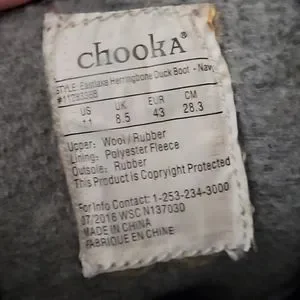 chooka®
STYLE: Eastlake Herringbone Duck Boot - Navy
US UK EUR CM
11 8.5 43 28.3
Upper: Wool / Rubber
Lining: Polyester Fleece
Outsole: Rubber
This Product is Copyright Protected
For Info Contact: 1-253-234-3000
07/2016 WSC N137030
MADE IN CHINA
FABRIQUE EN CHINE